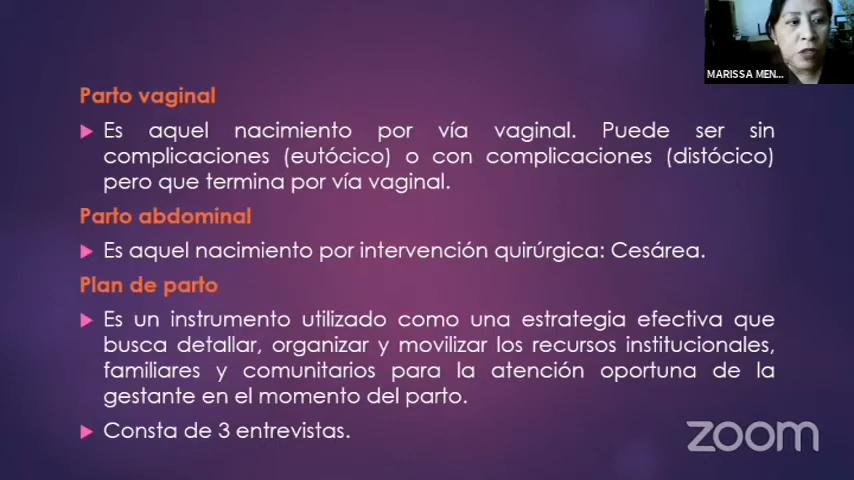 MARISSA MEN...
Parto vaginal
Es aquel nacimiento por vía vaginal. Puede ser sin
complicaciones (eutócico) o con complicaciones (distócico)
pero que termina por vía vaginal.
Parto abdominal
Es aquel nacimiento por intervención quirúrgica: Cesárea.
Plan de parto
Es un instrumento utilizado como una estrategia efectiva que
busca detallar, organizar y movilizar los recursos institucionales,
familiares y comunitarios para la atención oportuna de la
gestante en el momento del parto.
Consta de 3 entrevistas.
zoom